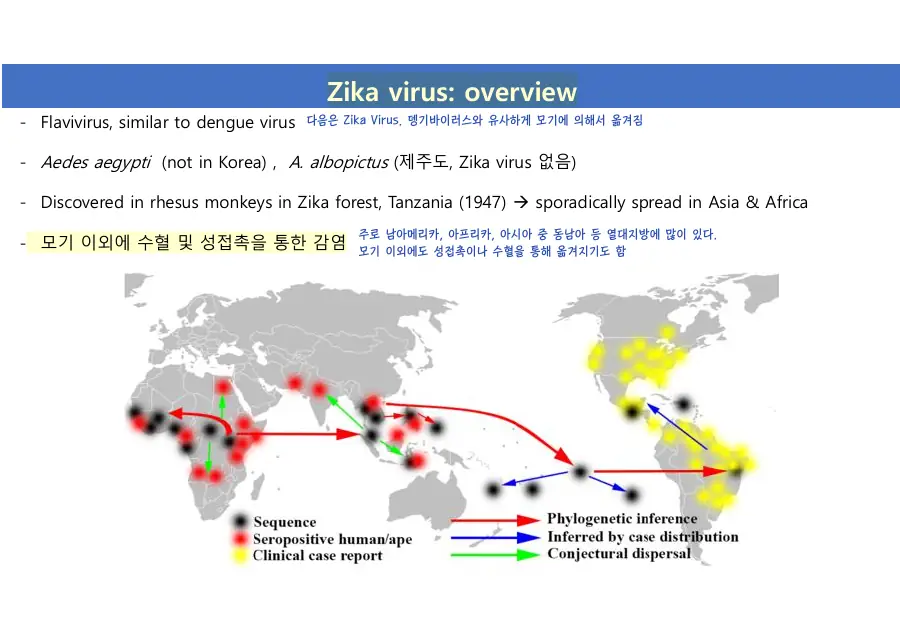 Zika virus: overview
- Flavivirus, similar to dengue virus 다음은 Zika Virus. 뎅기바이러스와 유사하게 모기에 의해서 옮겨짐
- Aedes aegypti (not in Korea) , A. albopictus (제주도, Zika virus 없음)
- Discovered in rhesus monkeys in Zika forest, Tanzania (1947) → sporadically spread in Asia & Africa
- 모기 이외에 수혈 및 성접촉을 통한 감염
주로 남아메리카, 아프리카, 아시아 중 동남아 등 열대지방에 많이 있다.
모기 이외에도 성접촉이나 수혈을 통해 옮겨지기도 함
Sequence
Seropositive human/ape
Clinical case report
Phylogenetic inference
Inferred by case distribution
Conjectural dispersal